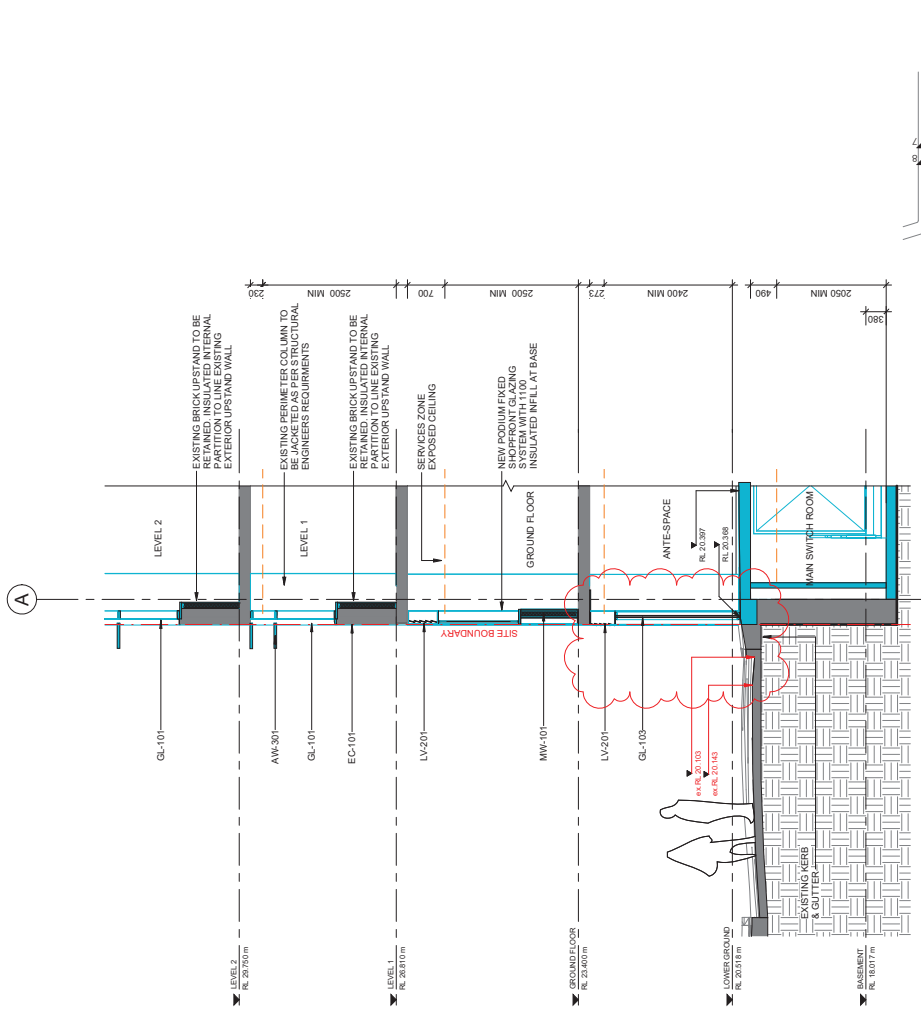 A
EXISTING BRICK UPSTAND TO BE
RETAINED. INSULATED INTERNAL
PARTITION TO LINE EXISTING
EXTERIOR UPSTAND WALL
EXISTING PERIMETER COLUMN TO
BE JACKETED AS PER STRUCTURAL
ENGINEERS REQUIRMENTS
EXISTING BRICK UPSTAND TO BE
RETAINED. INSULATED INTERNAL
PARTITION TO LINE EXISTING
EXTERIOR UPSTAND WALL
SERVICES ZONE
EXPOSED CEILING
NEW PODIUM FIXED
SHOPFRONT GLAZING
SYSTEM WITH 1100
INSULATED INFILL AT BASE
230
2500 MIN
700
2500 MIN
273
2400 MIN
490
2050 MIN
380
7
8
LEVEL 2
LEVEL 1
GROUND FLOOR
ANTE-SPACE
MAIN SWITCH ROOM
RL 20.397
RL 20.368
SITE BOUNDARY
GL-101
AW-301
GL-101
EC-101
LV-201
MW-101
LV-201
GL-103
ex.RL 20.103
ex.RL 20.143
EXISTING KERB
& GUTTER
LEVEL 2
RL 29.750 m
LEVEL 1
RL 26.810 m
GROUND FLOOR
RL 23.400 m
LOWER GROUND
RL 20.518 m
BASEMENT
RL 18.017 m